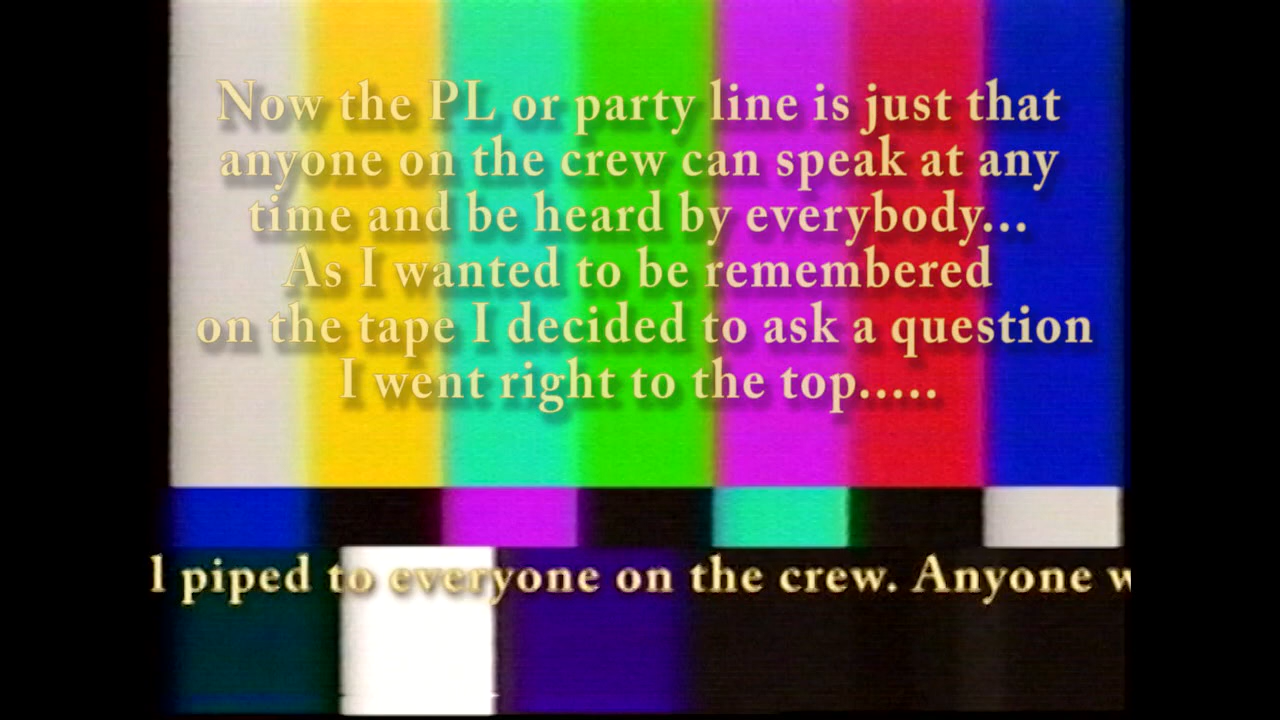 Now the PL or party line is just that
anyone on the crew can speak at any
time and be heard by everybody...
As I wanted to be remembered
on the tape I decided to ask a question
I went right to the top.....
l piped to everyone on the crew. Anyone w